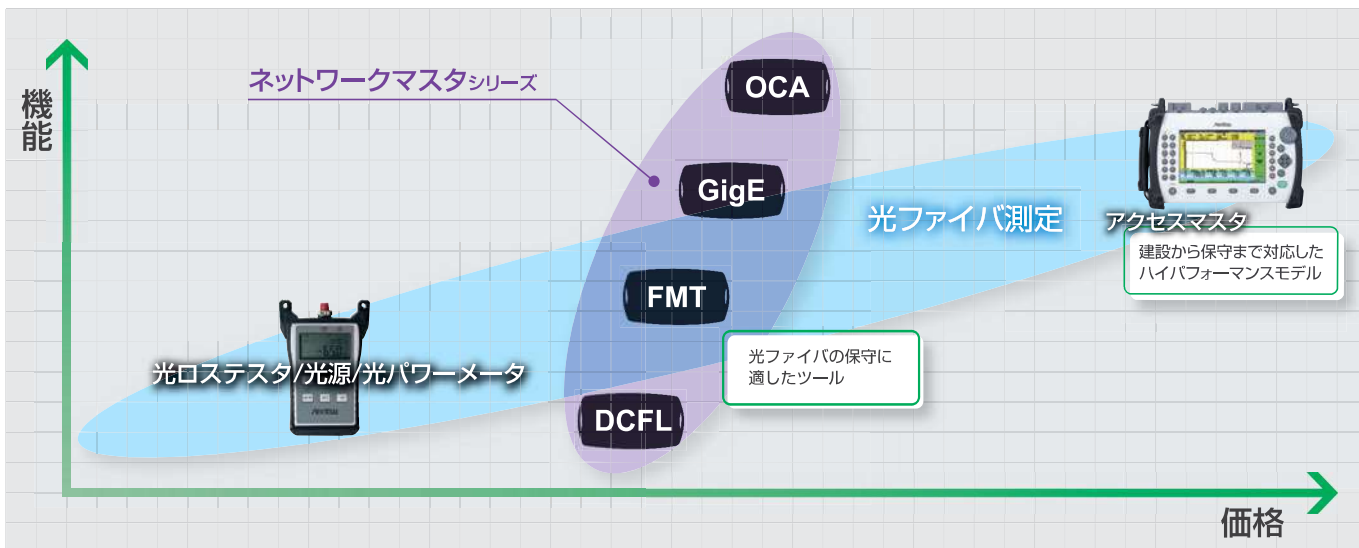 機能
ネットワークマスタシリーズ
OCA
GigE
光ファイバ測定
アクセスマスタ
建設から保守まで対応した
ハイパフォーマンスモデル
FMT
光ファイバの保守に
適したツール
光ロステスタ/光源/光パワーメータ
DCFL
価格